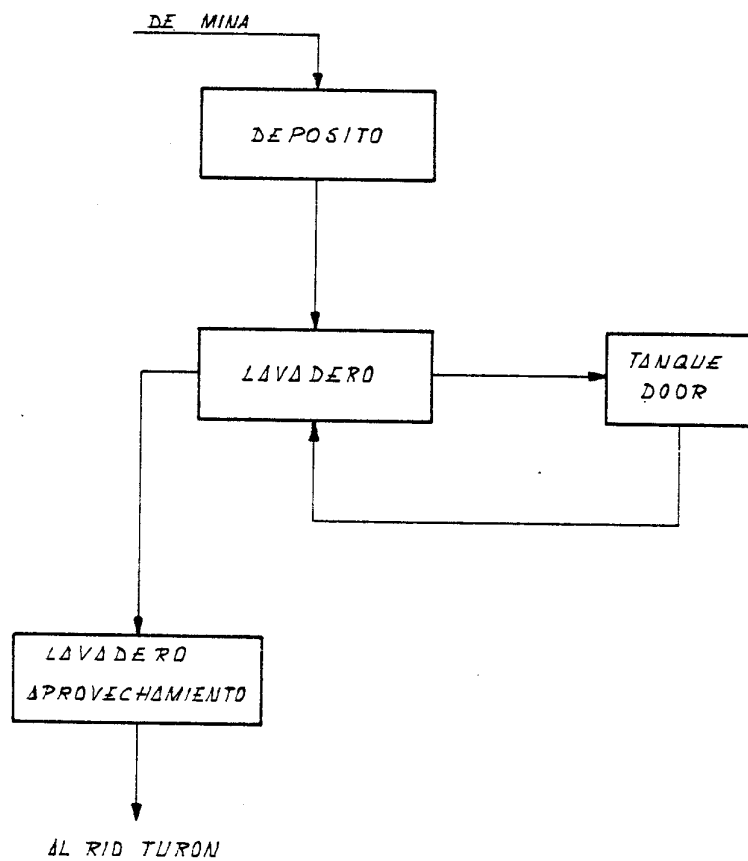 DE MINA
DEPOSITO
LAVADERO
TANQUE
DOOR
LAVADERO
APROVECHAMIENTO
AL RIO TURON